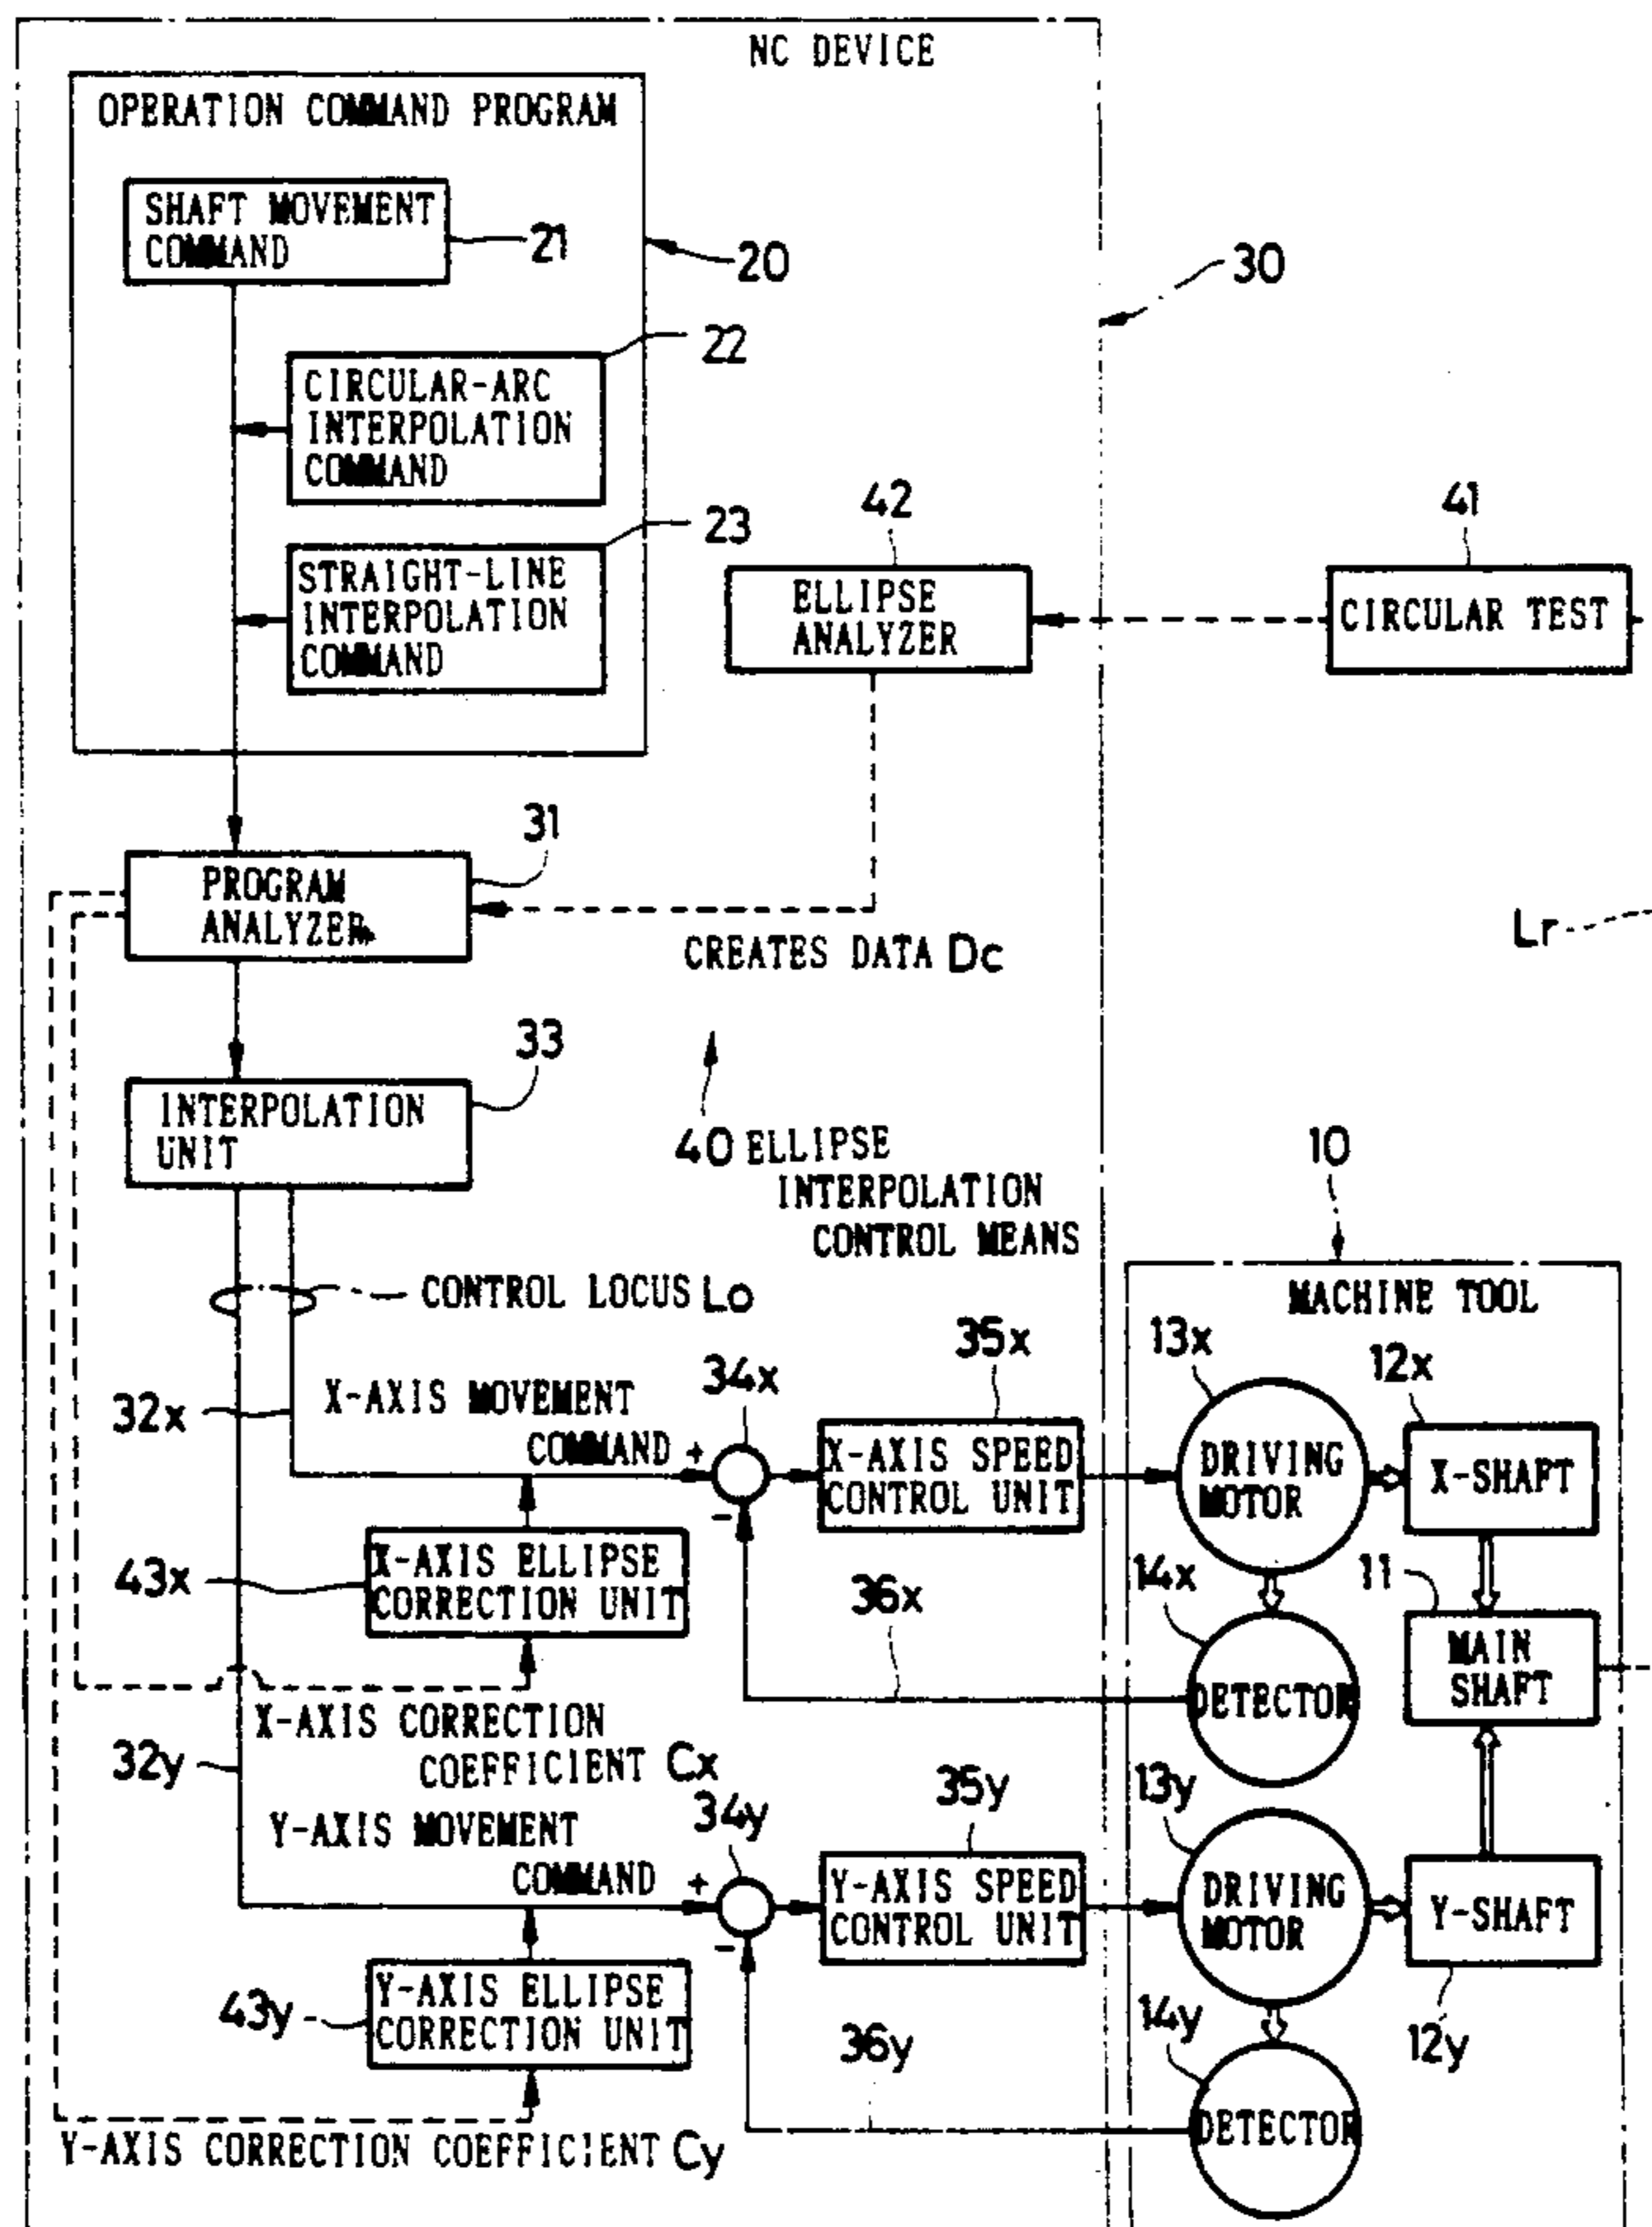 NC DEVICE
OPERATION COMMAND PROGRAM
SHAFT MOVEMENT
COMMAND
21
20
30
22
CIRCULAR-ARC
INTERPOLATION
COMMAND
23
STRAIGHT-LINE
INTERPOLATION
COMMAND
42
ELLIPSE
ANALYZER
41
CIRCULAR TEST
31
PROGRAM
ANALYZER
CREATES DATA Dc
Lr
33
INTERPOLATION
UNIT
40 ELLIPSE
INTERPOLATION
CONTROL MEANS
10
MACHINE TOOL
CONTROL LOCUS Lo
32x
X-AXIS MOVEMENT
COMMAND
+
-
34x
35x
X-AXIS SPEED
CONTROL UNIT
13x
DRIVING
MOTOR
12x
X-SHAFT
43x
X-AXIS ELLIPSE
CORRECTION UNIT
36x
14x
DETECTOR
11
MAIN
SHAFT
X-AXIS CORRECTION
COEFFICIENT Cx
32y
Y-AXIS MOVEMENT
COMMAND
+
-
34y
35y
Y-AXIS SPEED
CONTROL UNIT
13y
DRIVING
MOTOR
Y-SHAFT
12y
43y
Y-AXIS ELLIPSE
CORRECTION UNIT
36y
14y
DETECTOR
Y-AXIS CORRECTION COEFFICIENT Cy